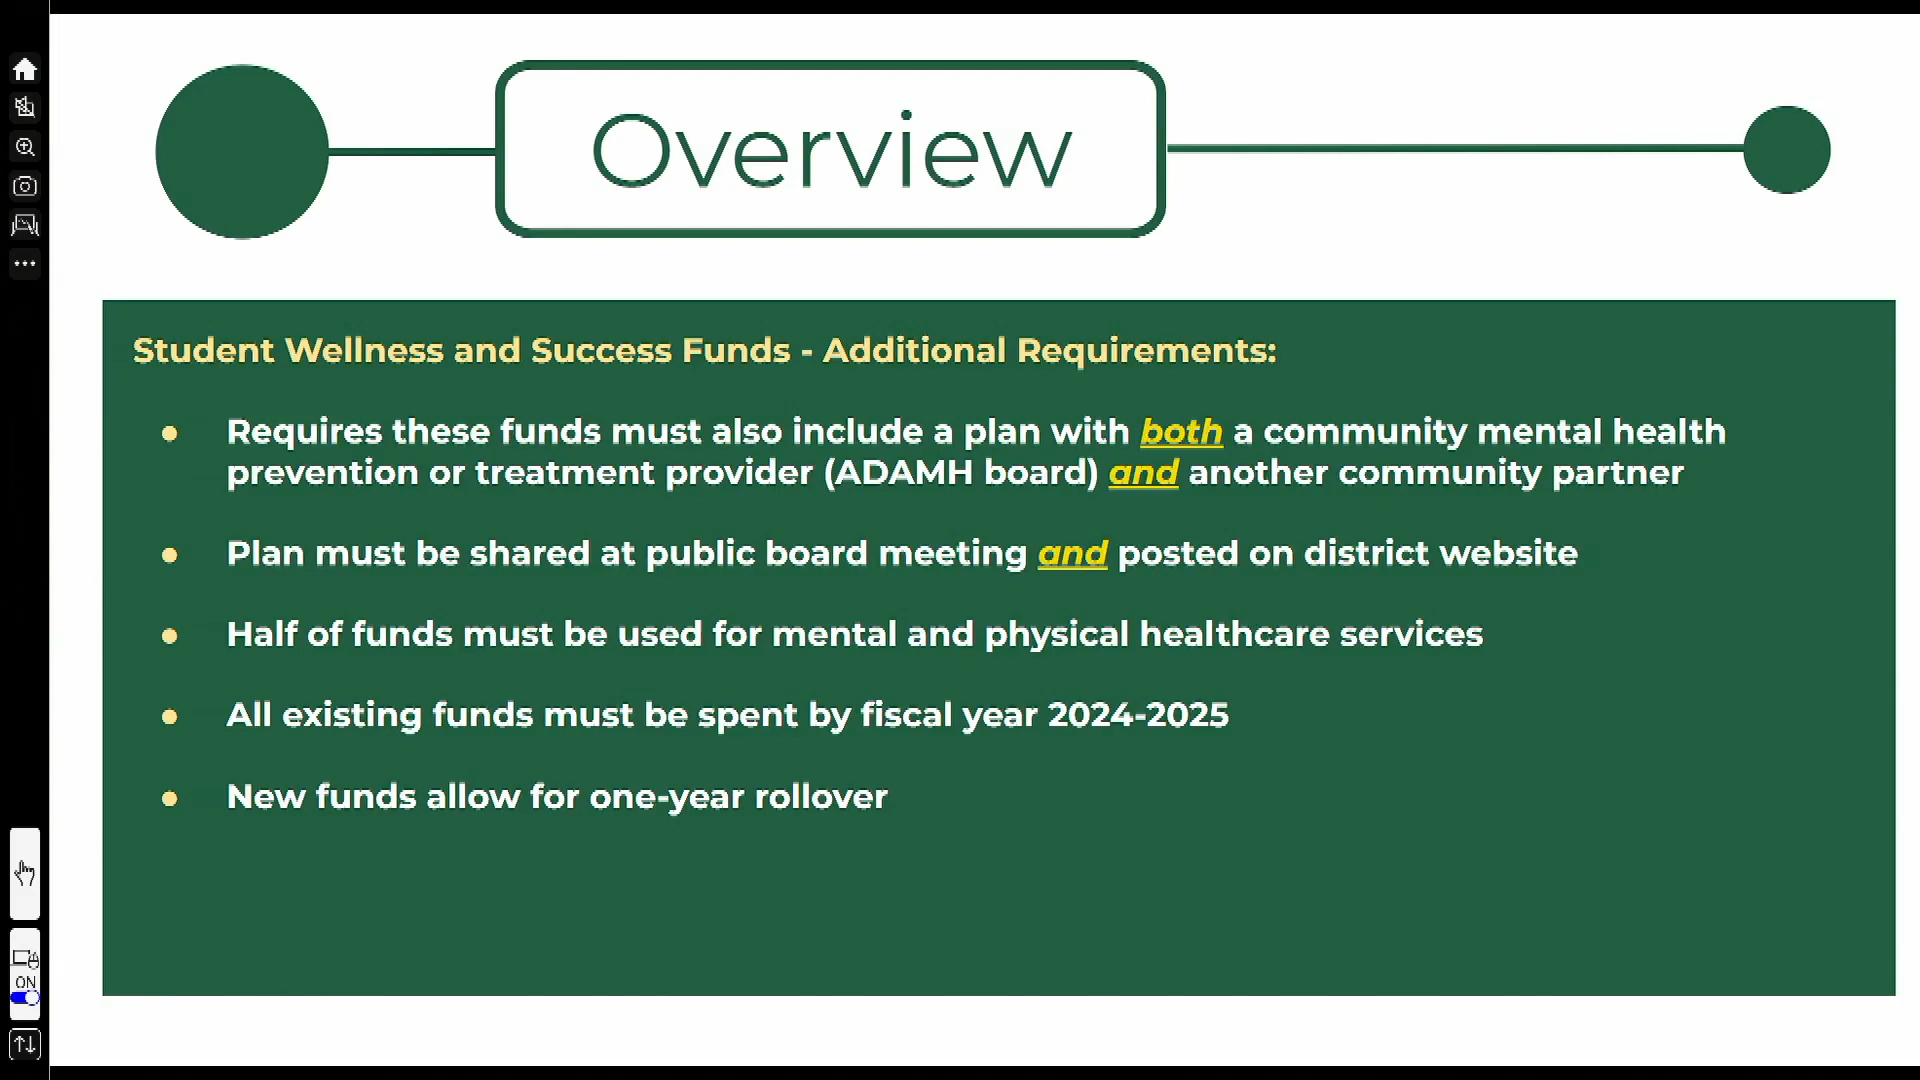 Overview
Student Wellness and Success Funds - Additional Requirements:
● Requires these funds must also include a plan with both a community mental health
prevention or treatment provider (ADAMH board) and another community partner
● Plan must be shared at public board meeting and posted on district website
● Half of funds must be used for mental and physical healthcare services
● All existing funds must be spent by fiscal year 2024-2025
● New funds allow for one-year rollover
ON